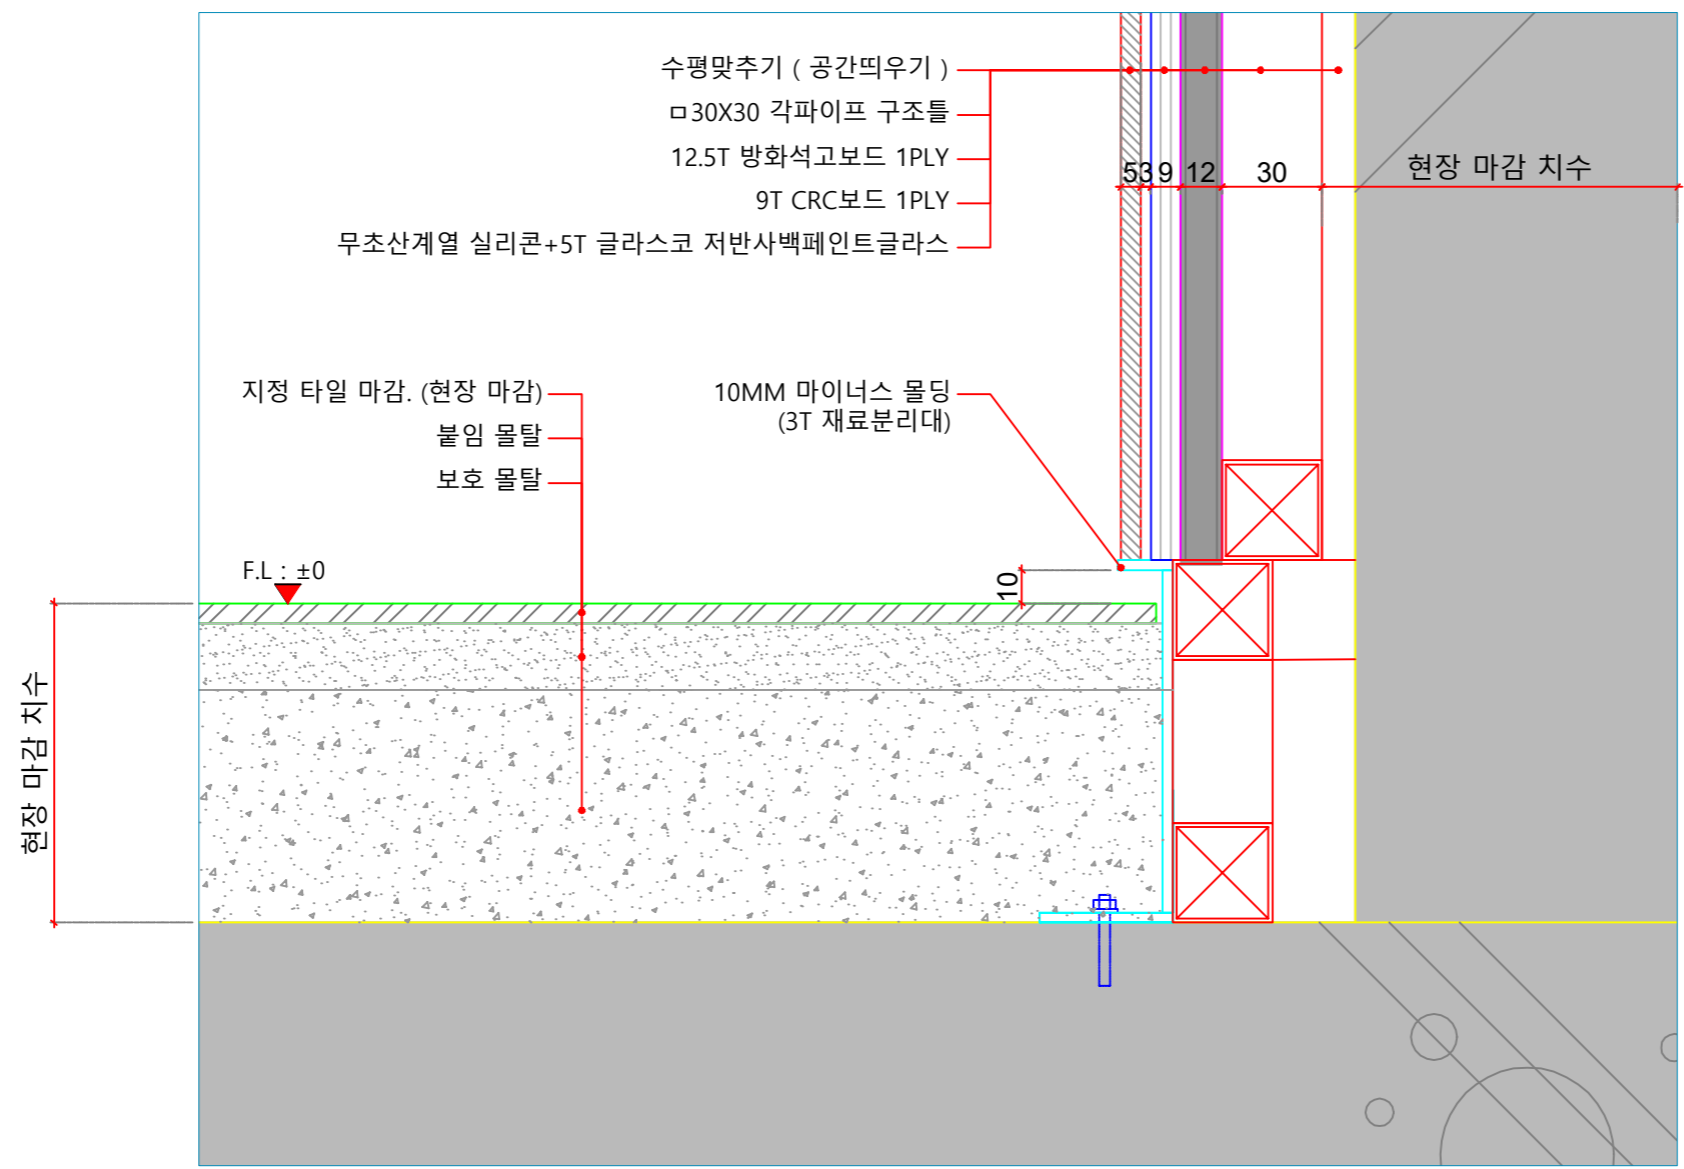 수평맞추기 ( 공간띄우기 )
ㅁ30X30 각파이프 구조틀
12.5T 방화석고보드 1PLY
9T CRC보드 1PLY
무초산계열 실리콘+5T 글라스코 저반사백페인트글라스
53 9 12 30 현장 마감 치수
지정 타일 마감. (현장 마감)
붙임 몰탈
보호 몰탈
10MM 마이너스 몰딩
(3T 재료분리대)
F.L : ±0
10
현장 마감 치수